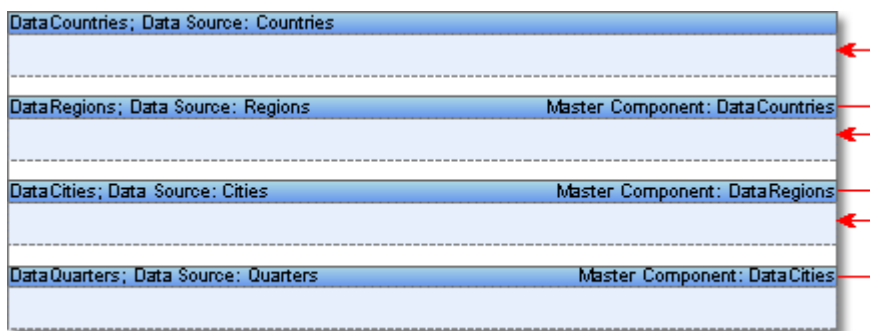 DataCountries; Data Source: Countries
DataRegions; Data Source: Regions Master Component: DataCountries
DataCities; Data Source: Cities Master Component: DataRegions
DataQuarters; Data Source: Quarters Master Component: DataCities